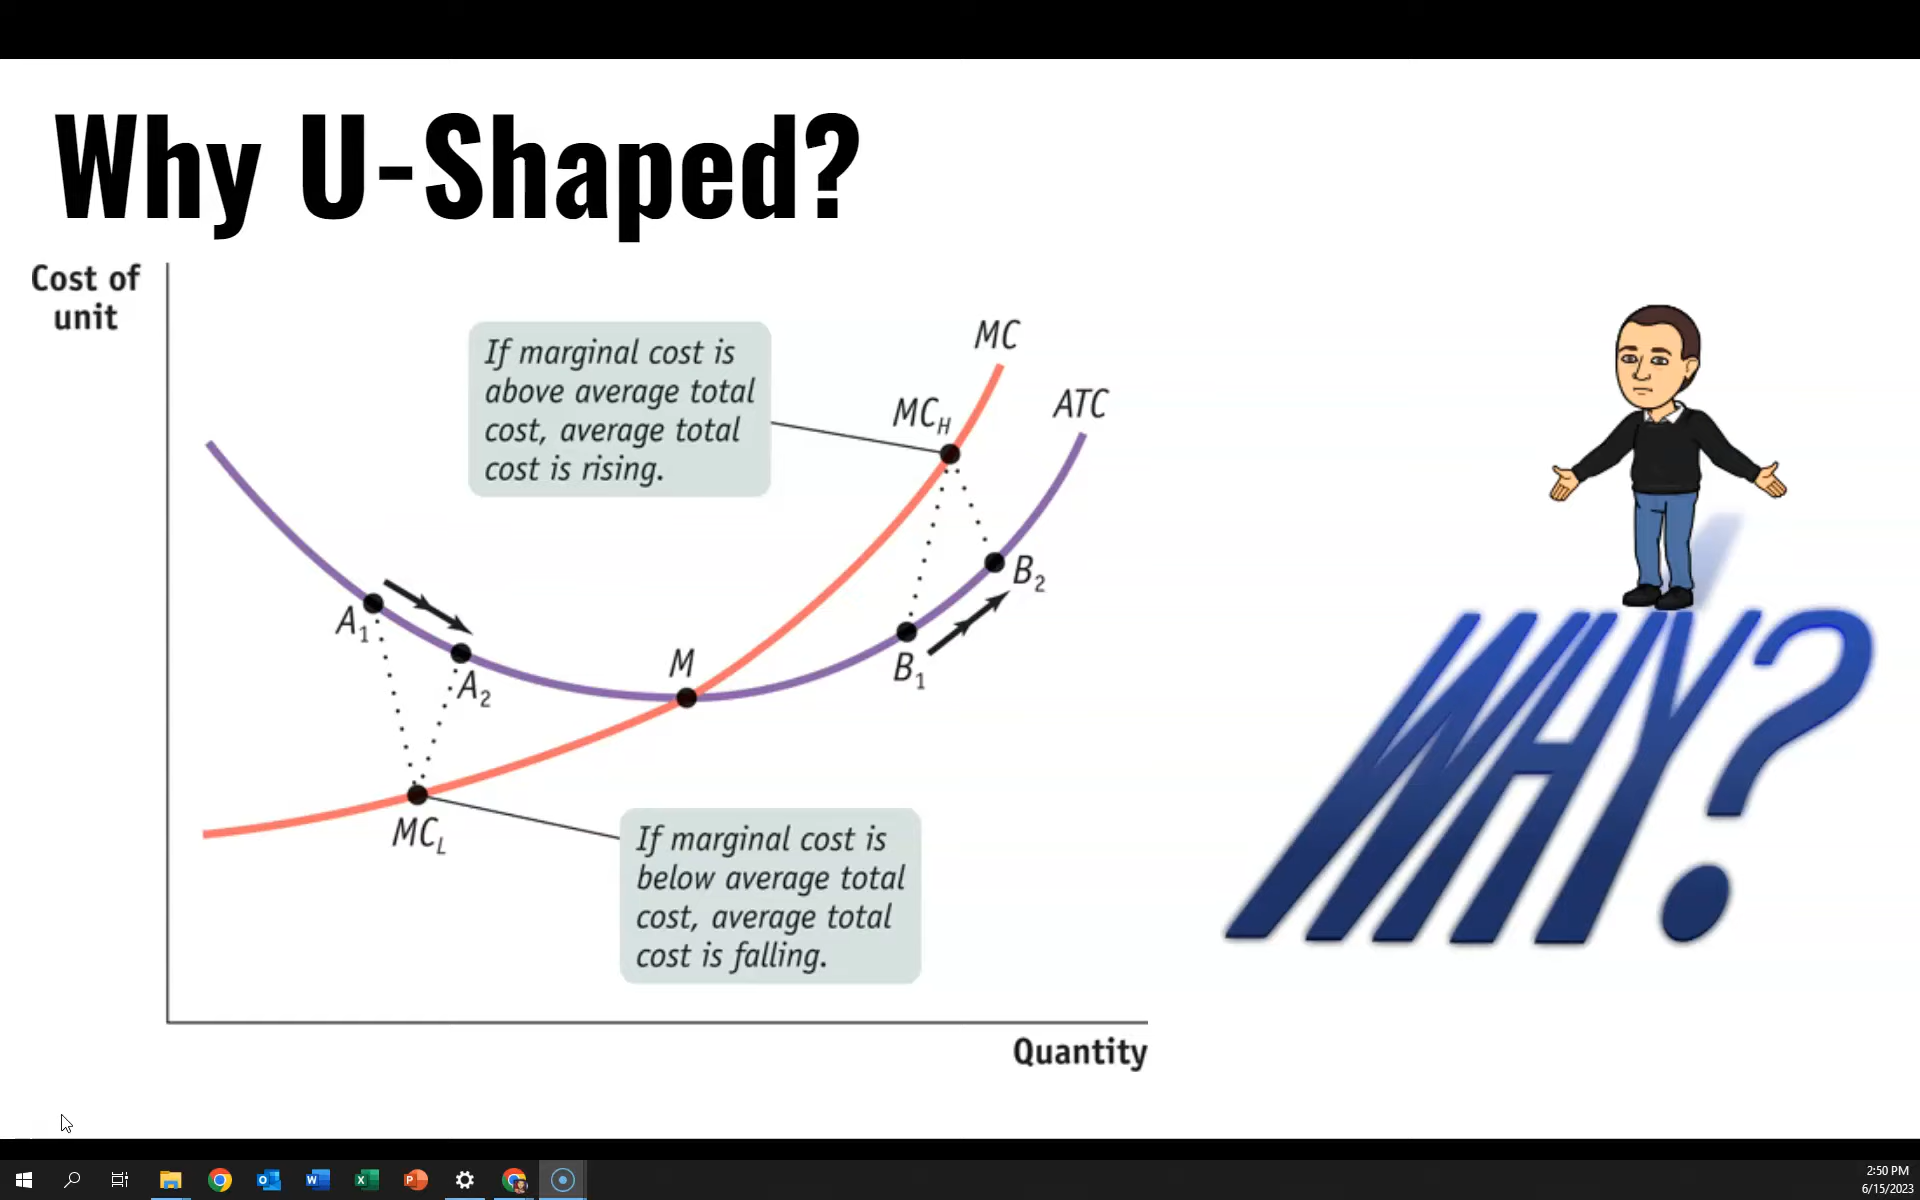 Why U-Shaped?
Cost of
unit
If marginal cost is
above average total
cost, average total
cost is rising.
MC
MCH
ATC
A1
A2
M
B1
B2
MCL
If marginal cost is
below average total
cost, average total
cost is falling.
Quantity
WHY?
2:50 PM
6/15/2023